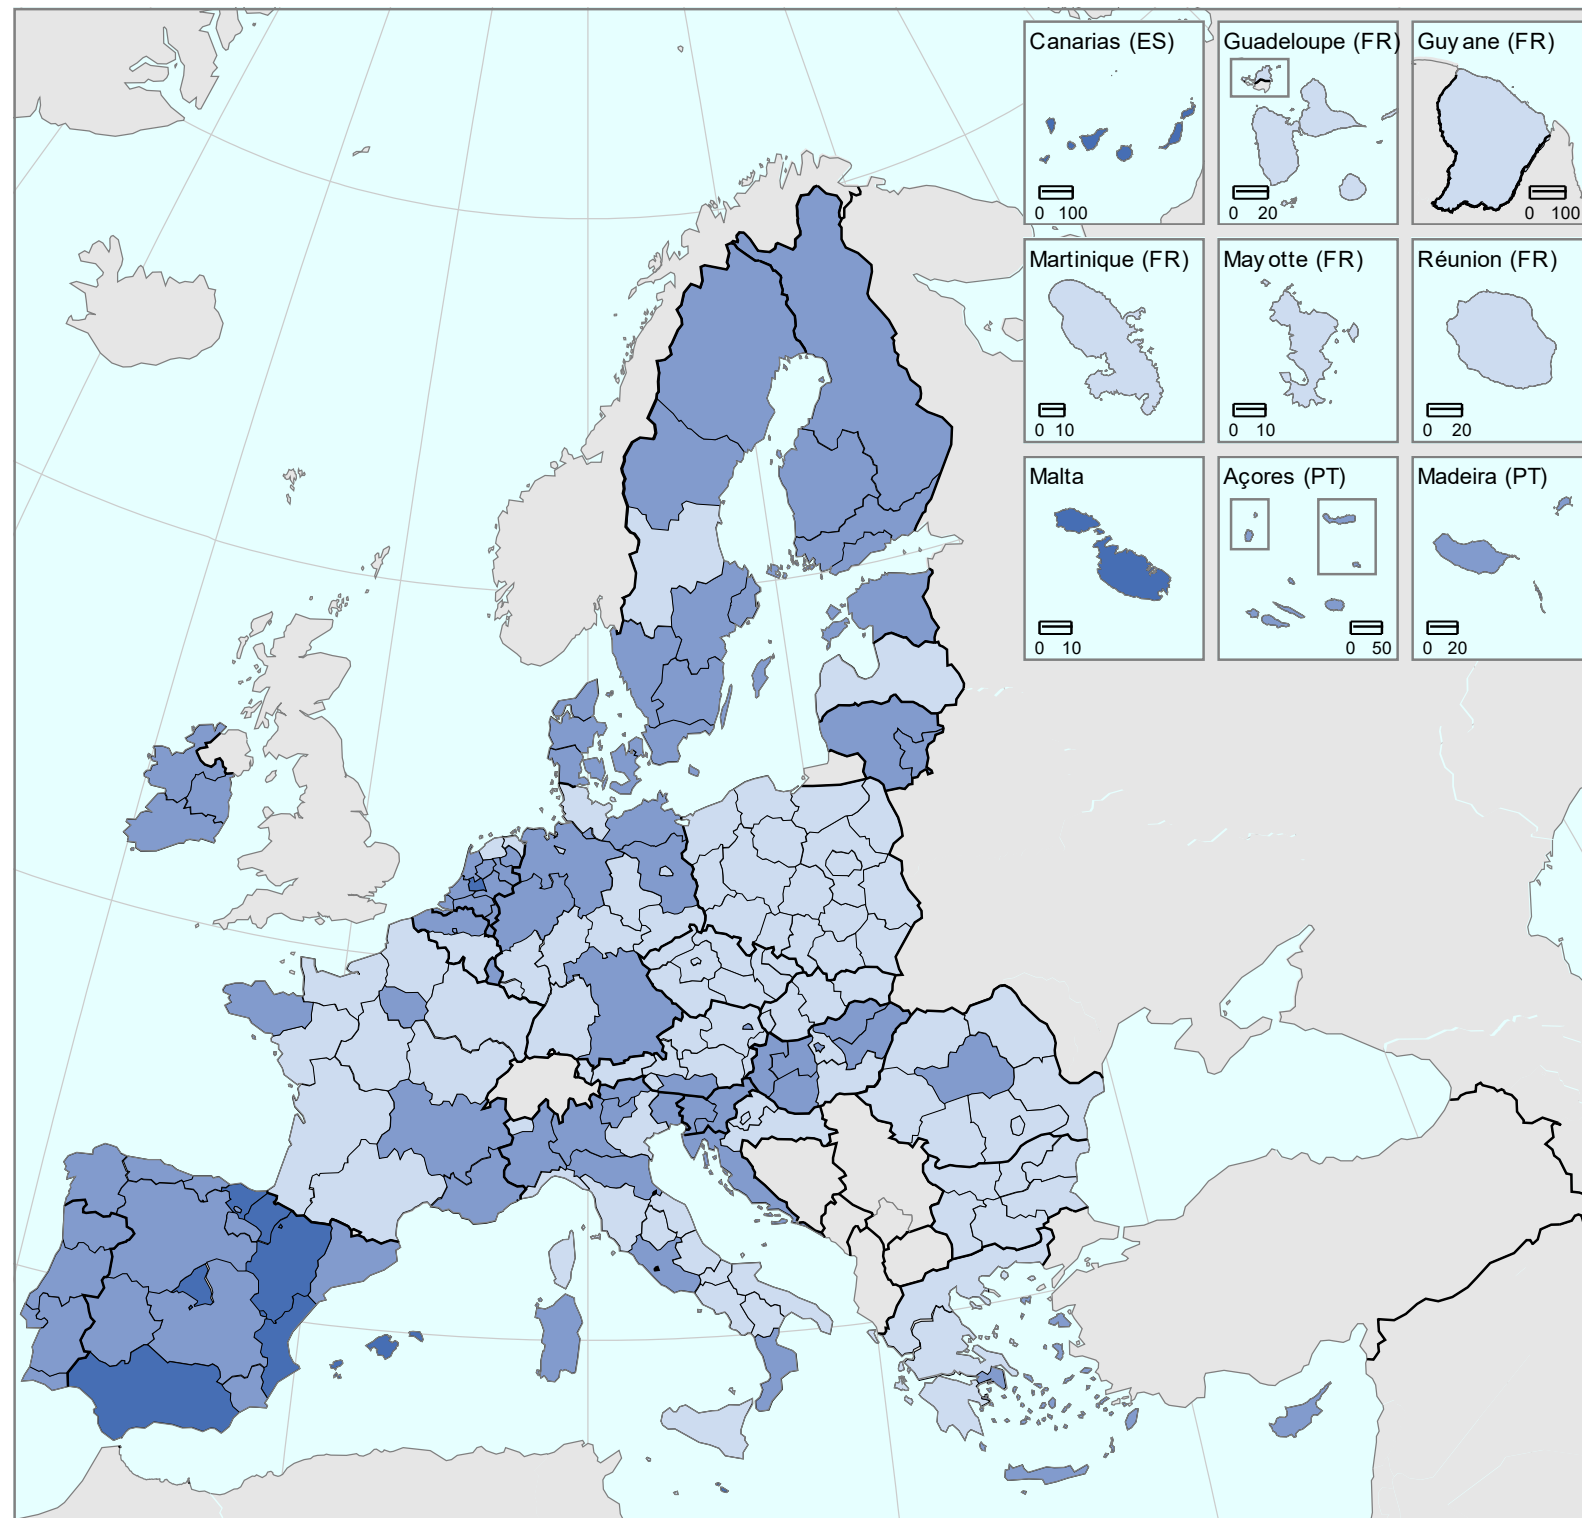 Canarias (ES)
0 100
Guadeloupe (FR)
0 20
Guyane (FR)
0 100
Martinique (FR)
0 10
Mayotte (FR)
0 10
Réunion (FR)
0 20
Malta
0 10
Açores (PT)
0 50
Madeira (PT)
0 20